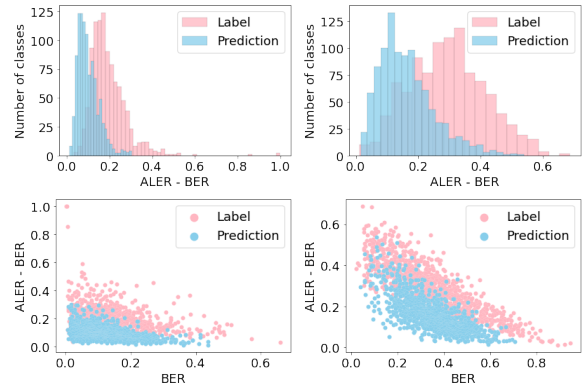 125
100
75
50
25
0
Number of classes
Label
Prediction
0.0 0.2 0.4 0.6 0.8 1.0
ALER - BER
125
100
75
50
25
0
Number of classes
Label
Prediction
0.0 0.2 0.4 0.6
ALER - BER
1.0
0.8
0.6
0.4
0.2
0.0
ALER - BER
Label
Prediction
0.0 0.2 0.4 0.6
BER
0.6
0.4
0.2
0.0
ALER - BER
Label
Prediction
0.0 0.2 0.4 0.6 0.8
BER